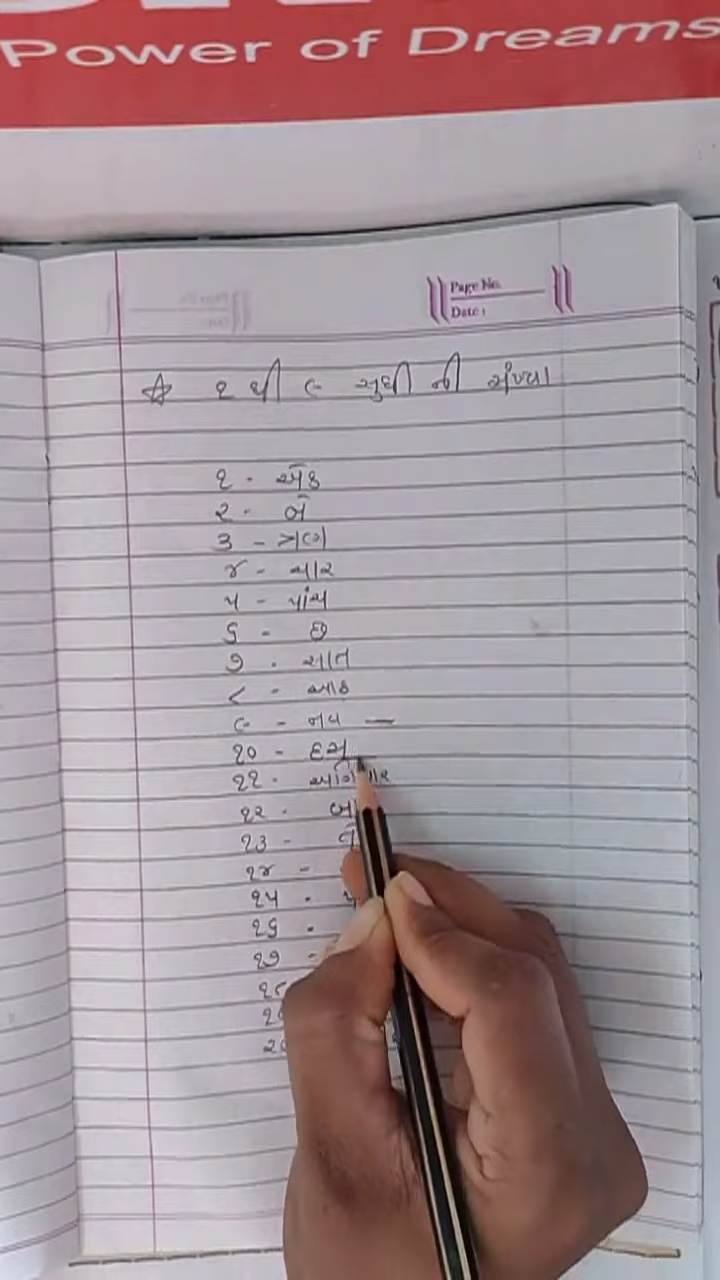 Power of Dreams
Page No.
Date :
☆ ૧ થી ૯ સુધી ની સંખ્યા
૧ - એક
૨ - બે
૩ - ત્રણ
૪ - ચાર
૫ - પાંચ
૬ - છ
૭ - સાત
૮ - આઠ
૯ - નવ —
૧૦ - દસ
૧૧ - અગિયાર
૧૨ -
૧૩ -
૧૪ -
૧૫ -
૧૬ -
૧૭ -